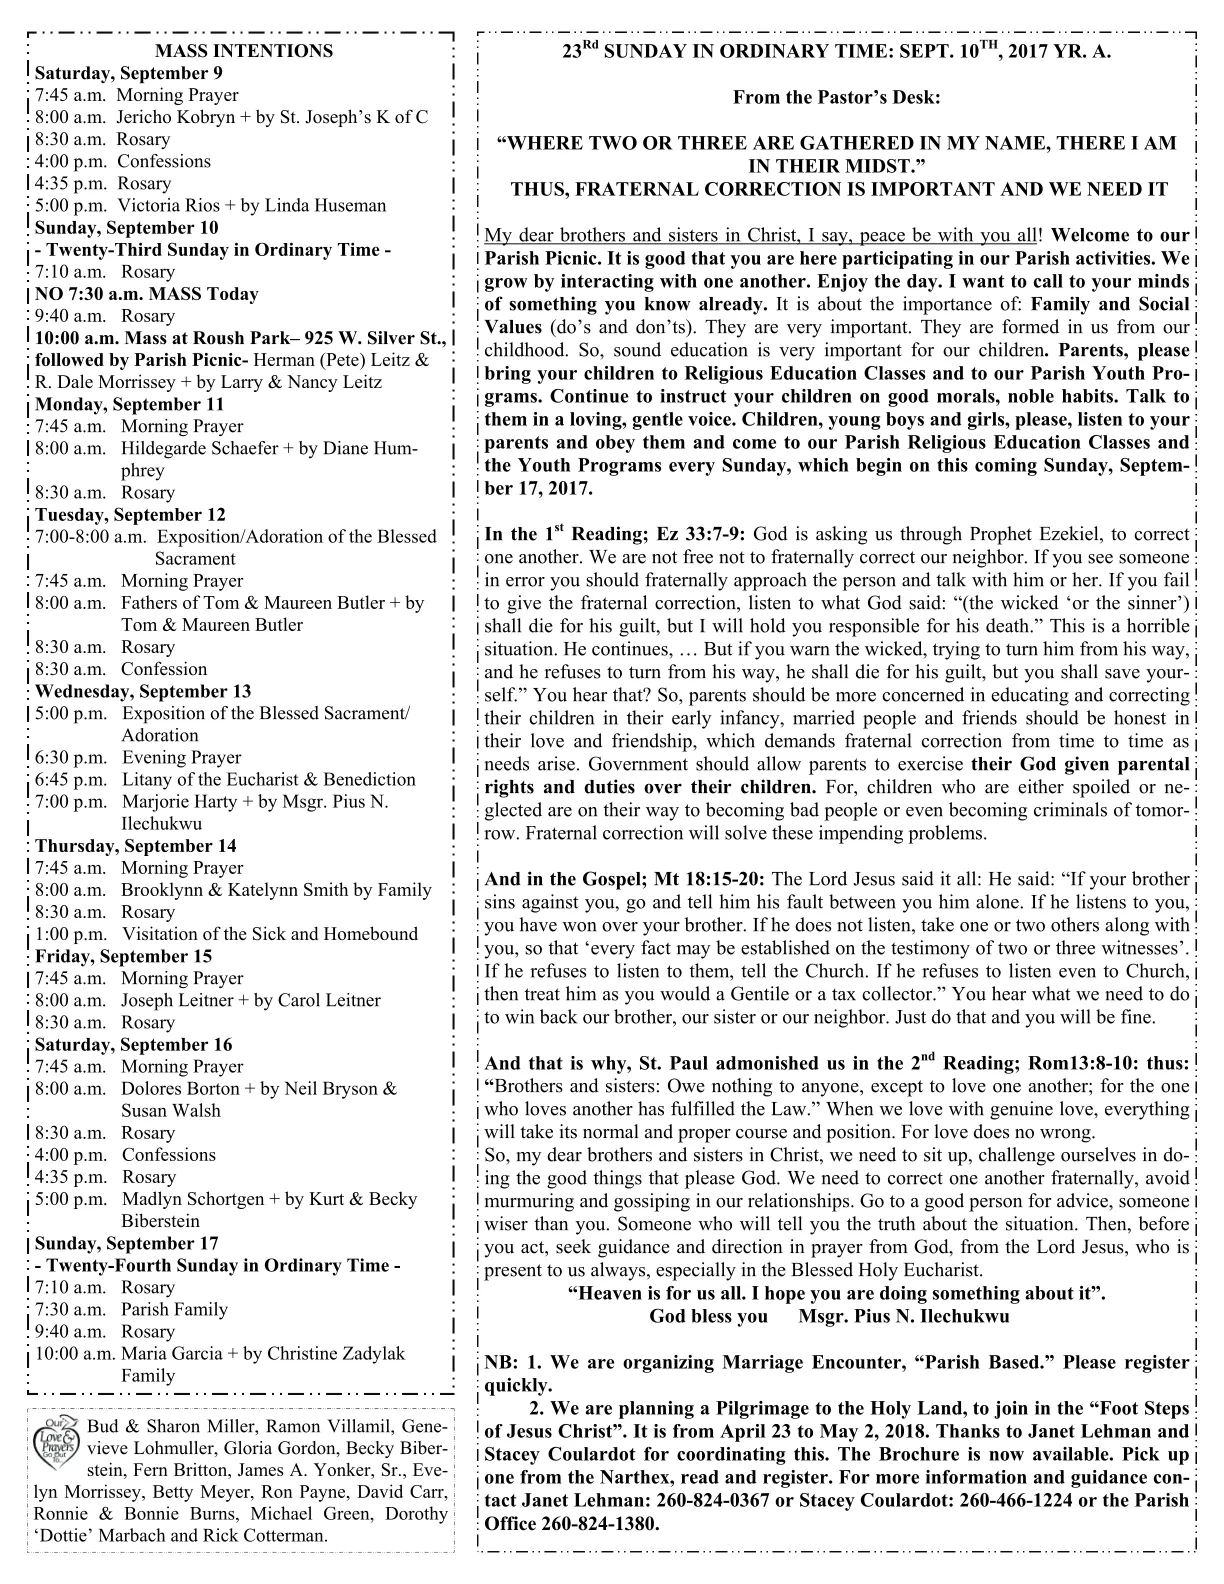 MASS INTENTIONS
Saturday, September 9
7:45 a.m. Morning Prayer
8:00 a.m. Jericho Kobryn + by St. Joseph's K of C
8:30 a.m. Rosary
4:00 p.m. Confessions
4:35 p.m. Rosary
5:00 p.m. Victoria Rios + by Linda Huseman
Sunday, September 10
- Twenty-Third Sunday in Ordinary Time -
7:10 a.m. Rosary
NO 7:30 a.m. MASS Today
9:40 a.m. Rosary
10:00 a.m. Mass at Roush Park– 925 W. Silver St.,
followed by Parish Picnic- Herman (Pete) Leitz &
R. Dale Morrissey + by Larry & Nancy Leitz
Monday, September 11
7:45 a.m. Morning Prayer
8:00 a.m. Hildegarde Schaefer + by Diane Hum-
phrey
8:30 a.m. Rosary
Tuesday, September 12
7:00-8:00 a.m. Exposition/Adoration of the Blessed
Sacrament
7:45 a.m. Morning Prayer
8:00 a.m. Fathers of Tom & Maureen Butler + by
Tom & Maureen Butler
8:30 a.m. Rosary
8:30 a.m. Confession
Wednesday, September 13
5:00 p.m. Exposition of the Blessed Sacrament/
Adoration
6:30 p.m. Evening Prayer
6:45 p.m. Litany of the Eucharist & Benediction
7:00 p.m. Marjorie Harty + by Msgr. Pius N.
Ilechukwu
Thursday, September 14
7:45 a.m. Morning Prayer
8:00 a.m. Brooklynn & Katelynn Smith by Family
8:30 a.m. Rosary
1:00 p.m. Visitation of the Sick and Homebound
Friday, September 15
7:45 a.m. Morning Prayer
8:00 a.m. Joseph Leitner + by Carol Leitner
8:30 a.m. Rosary
Saturday, September 16
7:45 a.m. Morning Prayer
8:00 a.m. Dolores Borton + by Neil Bryson &
Susan Walsh
8:30 a.m. Rosary
4:00 p.m. Confessions
4:35 p.m. Rosary
5:00 p.m. Madlyn Schortgen + by Kurt & Becky
Biberstein
Sunday, September 17
- Twenty-Fourth Sunday in Ordinary Time -
7:10 a.m. Rosary
7:30 a.m. Parish Family
9:40 a.m. Rosary
10:00 a.m. Maria Garcia + by Christine Zadylak
Family
Our
Love &
Prayers
Go Out
To...
Bud & Sharon Miller, Ramon Villamil, Gene-
vieve Lohmuller, Gloria Gordon, Becky Biber-
stein, Fern Britton, James A. Yonker, Sr., Eve-
lyn Morrissey, Betty Meyer, Ron Payne, David Carr,
Ronnie & Bonnie Burns, Michael Green, Dorothy
‘Dottie’ Marbach and Rick Cotterman.
23Rd SUNDAY IN ORDINARY TIME: SEPT. 10TH, 2017 YR. A.
From the Pastor’s Desk:
“WHERE TWO OR THREE ARE GATHERED IN MY NAME, THERE I AM
IN THEIR MIDST.”
THUS, FRATERNAL CORRECTION IS IMPORTANT AND WE NEED IT
My dear brothers and sisters in Christ, I say, peace be with you all! Welcome to our
Parish Picnic. It is good that you are here participating in our Parish activities. We
grow by interacting with one another. Enjoy the day. I want to call to your minds
of something you know already. It is about the importance of: Family and Social
Values (do’s and don’ts). They are very important. They are formed in us from our
childhood. So, sound education is very important for our children. Parents, please
bring your children to Religious Education Classes and to our Parish Youth Pro-
grams. Continue to instruct your children on good morals, noble habits. Talk to
them in a loving, gentle voice. Children, young boys and girls, please, listen to your
parents and obey them and come to our Parish Religious Education Classes and
the Youth Programs every Sunday, which begin on this coming Sunday, Septem-
ber 17, 2017.
In the 1st Reading; Ez 33:7-9: God is asking us through Prophet Ezekiel, to correct
one another. We are not free not to fraternally correct our neighbor. If you see someone
in error you should fraternally approach the person and talk with him or her. If you fail
to give the fraternal correction, listen to what God said: “(the wicked ‘or the sinner’)
shall die for his guilt, but I will hold you responsible for his death.” This is a horrible
situation. He continues, … But if you warn the wicked, trying to turn him from his way,
and he refuses to turn from his way, he shall die for his guilt, but you shall save your-
self.” You hear that? So, parents should be more concerned in educating and correcting
their children in their early infancy, married people and friends should be honest in
their love and friendship, which demands fraternal correction from time to time as
needs arise. Government should allow parents to exercise their God given parental
rights and duties over their children. For, children who are either spoiled or ne-
glected are on their way to becoming bad people or even becoming criminals of tomor-
row. Fraternal correction will solve these impending problems.
And in the Gospel; Mt 18:15-20: The Lord Jesus said it all: He said: “If your brother
sins against you, go and tell him his fault between you him alone. If he listens to you,
you have won over your brother. If he does not listen, take one or two others along with
you, so that ‘every fact may be established on the testimony of two or three witnesses’.
If he refuses to listen to them, tell the Church. If he refuses to listen even to Church,
then treat him as you would a Gentile or a tax collector.” You hear what we need to do
to win back our brother, our sister or our neighbor. Just do that and you will be fine.
And that is why, St. Paul admonished us in the 2nd Reading; Rom13:8-10: thus:
“Brothers and sisters: Owe nothing to anyone, except to love one another; for the one
who loves another has fulfilled the Law.” When we love with genuine love, everything
will take its normal and proper course and position. For love does no wrong.
So, my dear brothers and sisters in Christ, we need to sit up, challenge ourselves in do-
ing the good things that please God. We need to correct one another fraternally, avoid
murmuring and gossiping in our relationships. Go to a good person for advice, someone
wiser than you. Someone who will tell you the truth about the situation. Then, before
you act, seek guidance and direction in prayer from God, from the Lord Jesus, who is
present to us always, especially in the Blessed Holy Eucharist.
“Heaven is for us all. I hope you are doing something about it”.
God bless you Msgr. Pius N. Ilechukwu
NB: 1. We are organizing Marriage Encounter, “Parish Based.” Please register
quickly.
2. We are planning a Pilgrimage to the Holy Land, to join in the “Foot Steps
of Jesus Christ”. It is from April 23 to May 2, 2018. Thanks to Janet Lehman and
Stacey Coulardot for coordinating this. The Brochure is now available. Pick up
one from the Narthex, read and register. For more information and guidance con-
tact Janet Lehman: 260-824-0367 or Stacey Coulardot: 260-466-1224 or the Parish
Office 260-824-1380.